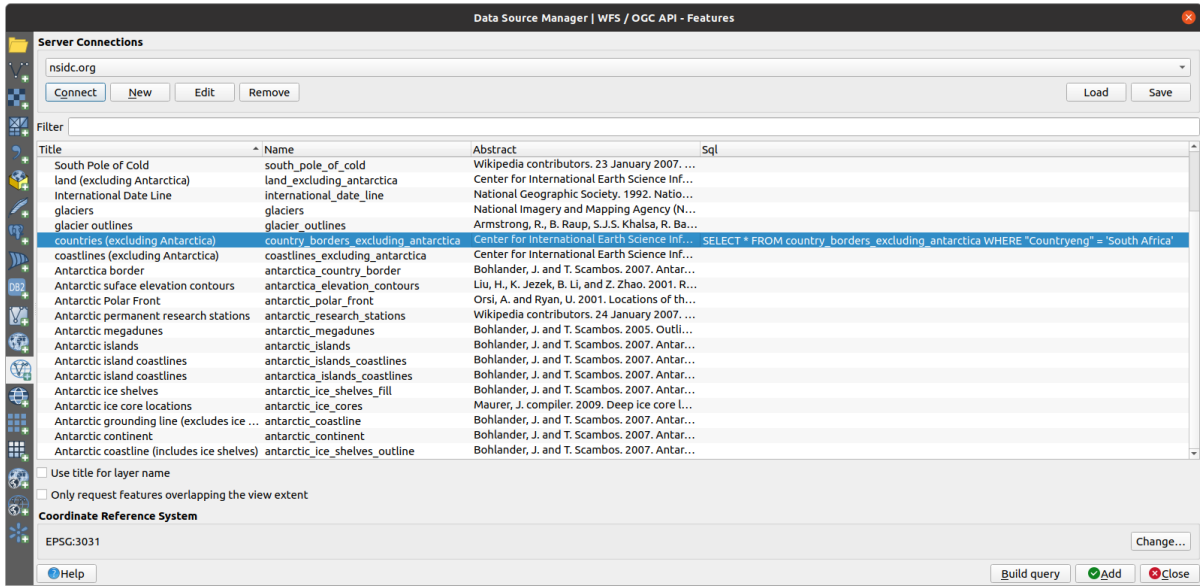 Data Source Manager | WFS / OGC API - Features
Server Connections
nsidc.org
Connect New Edit Remove Load Save
Filter
Title Name Abstract Sql
South Pole of Cold south_pole_of_cold Wikipedia contributors. 23 January 2007. ...
land (excluding Antarctica) land_excluding_antarctica Center for International Earth Science Inf...
International Date Line international_date_line National Geographic Society. 1992. Natio...
glaciers glaciers National Imagery and Mapping Agency (N...
glacier outlines glacier_outlines Armstrong, R., B. Raup, S.J.S. Khalsa, R. Ba...
countries (excluding Antarctica) country_borders_excluding_antarctica Center for International Earth Science Inf... SELECT * FROM country_borders_excluding_antarctica WHERE "Countryeng" = 'South Africa'
coastlines (excluding Antarctica) coastlines_excluding_antarctica Center for International Earth Science Inf...
Antarctica border antarctica_country_border Bohlander, J. and T. Scambos. 2007. Antar...
Antarctic suface elevation contours antarctica_elevation_contours Liu, H., K. Jezek, B. Li, and Z. Zhao. 2001. R...
Antarctic Polar Front antarctic_polar_front Orsi, A. and Ryan, U. 2001. Locations of th...
Antarctic permanent research stations antarctic_research_stations Wikipedia contributors. 24 January 2007. ...
Antarctic megadunes antarctic_megadunes Bohlander, J. and T. Scambos. 2005. Outli...
Antarctic islands antarctic_islands Bohlander, J. and T. Scambos. 2007. Antar...
Antarctic island coastlines antarctic_islands_coastlines Bohlander, J. and T. Scambos. 2007. Antar...
Antarctic island coastlines antarctica_islands_coastlines Bohlander, J. and T. Scambos. 2007. Antar...
Antarctic ice shelves antarctic_ice_shelves_fill Bohlander, J. and T. Scambos. 2007. Antar...
Antarctic ice core locations antarctic_ice_cores Maurer, J. compiler. 2009. Deep ice core l...
Antarctic grounding line (excludes ice ... antarctic_coastline Bohlander, J. and T. Scambos. 2007. Antar...
Antarctic continent antarctic_continent Bohlander, J. and T. Scambos. 2007. Antar...
Antarctic coastline (includes ice shelves) antarctic_ice_shelves_outline Bohlander, J. and T. Scambos. 2007. Antar...
DB2
Use title for layer name
Only request features overlapping the view extent
Coordinate Reference System
EPSG:3031 Change...
Help Build query Add Close